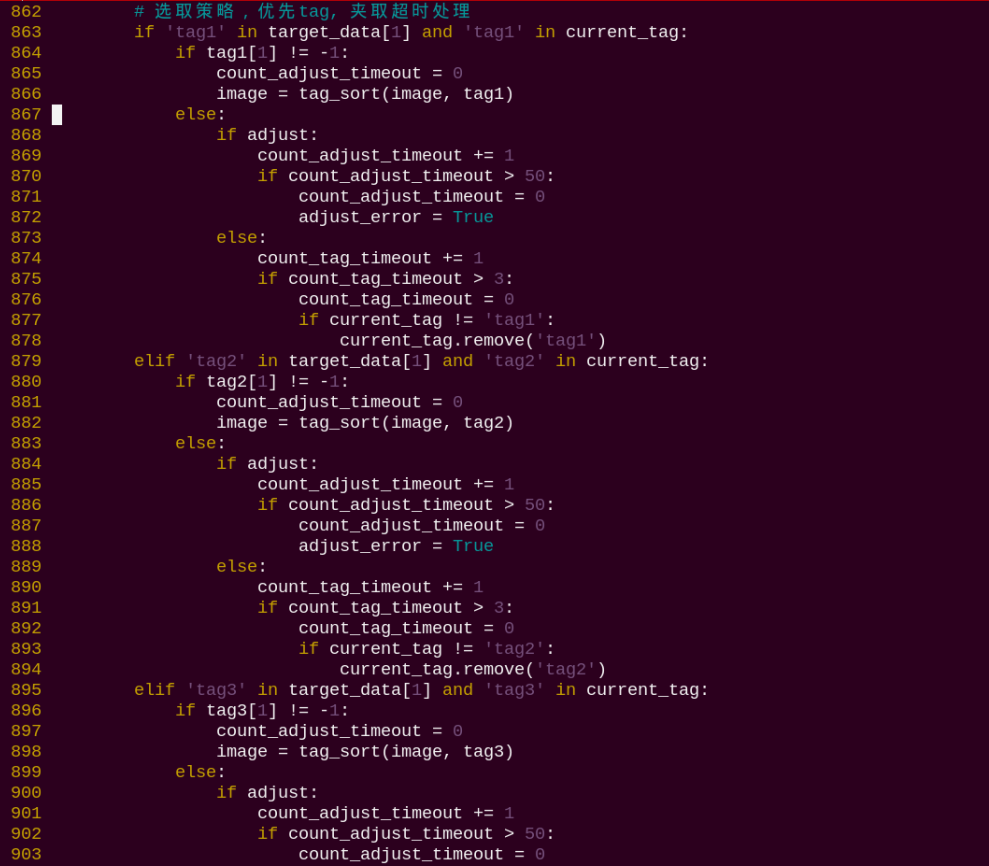 862         # 选取策略，优先tag, 夹取超时处理
863         if 'tag1' in target_data[1] and 'tag1' in current_tag:
864             if tag1[1] != -1:
865                 count_adjust_timeout = 0
866                 image = tag_sort(image, tag1)
867             else:
868                 if adjust:
869                     count_adjust_timeout += 1
870                     if count_adjust_timeout > 50:
871                         count_adjust_timeout = 0
872                         adjust_error = True
873                 else:
874                     count_tag_timeout += 1
875                     if count_tag_timeout > 3:
876                         count_tag_timeout = 0
877                         if current_tag != 'tag1':
878                             current_tag.remove('tag1')
879         elif 'tag2' in target_data[1] and 'tag2' in current_tag:
880             if tag2[1] != -1:
881                 count_adjust_timeout = 0
882                 image = tag_sort(image, tag2)
883             else:
884                 if adjust:
885                     count_adjust_timeout += 1
886                     if count_adjust_timeout > 50:
887                         count_adjust_timeout = 0
888                         adjust_error = True
889                 else:
890                     count_tag_timeout += 1
891                     if count_tag_timeout > 3:
892                         count_tag_timeout = 0
893                         if current_tag != 'tag2':
894                             current_tag.remove('tag2')
895         elif 'tag3' in target_data[1] and 'tag3' in current_tag:
896             if tag3[1] != -1:
897                 count_adjust_timeout = 0
898                 image = tag_sort(image, tag3)
899             else:
900                 if adjust:
901                     count_adjust_timeout += 1
902                     if count_adjust_timeout > 50:
903                         count_adjust_timeout = 0